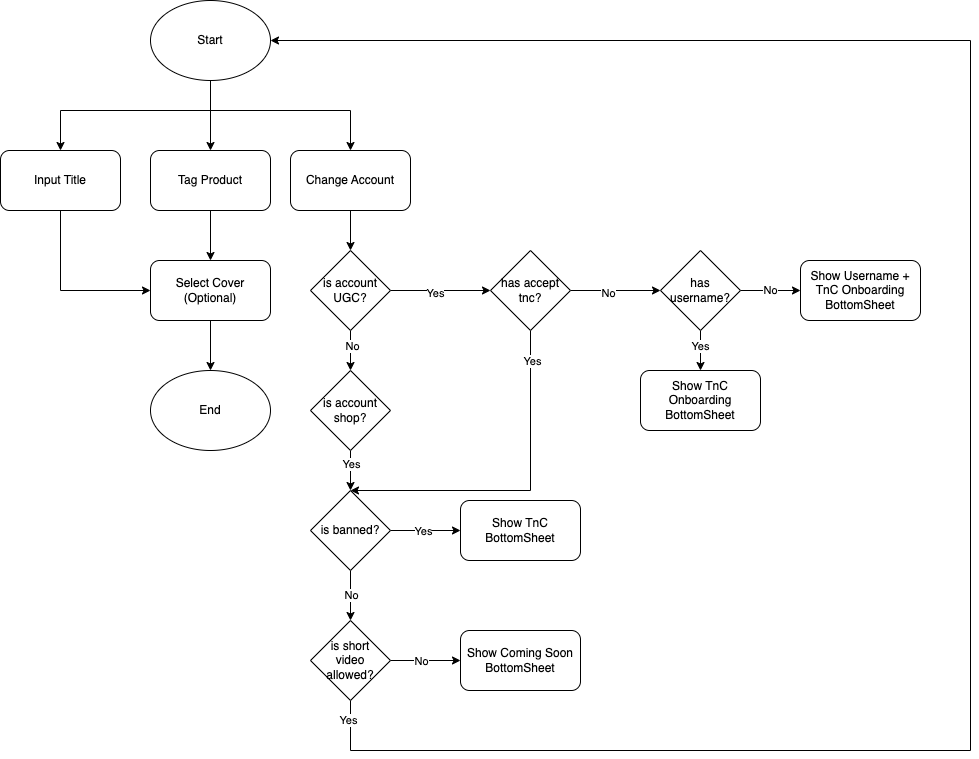 Start
Input Title
Tag Product
Change Account
Select Cover
(Optional)
is account
UGC?
Yes
has accept
tnc?
No
has
username?
No
Show Username +
TnC Onboarding
BottomSheet
No
Yes
Yes
Show TnC
Onboarding
BottomSheet
End
is account
shop?
Yes
is banned?
Yes
Show TnC
BottomSheet
No
is short
video
allowed?
No
Show Coming Soon
BottomSheet
Yes